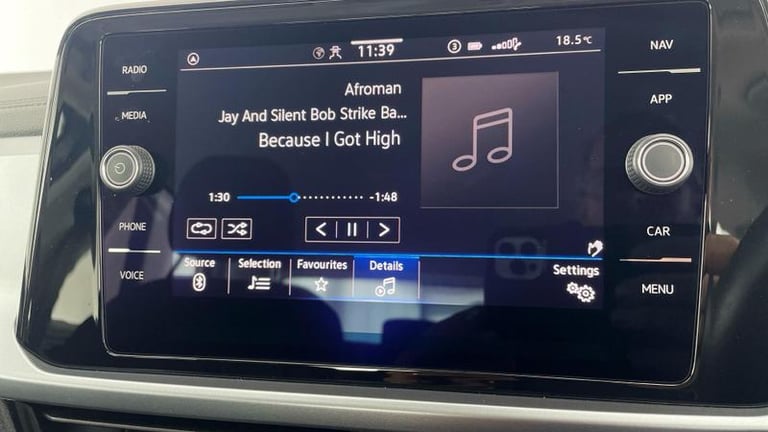 RADIO
MEDIA
PHONE
VOICE
11:39
3
18.5°C
Afroman
Jay And Silent Bob Strike Ba...
Because I Got High
1:30
-1:48
Source
Selection
Favourites
Details
Settings
NAV
APP
CAR
MENU